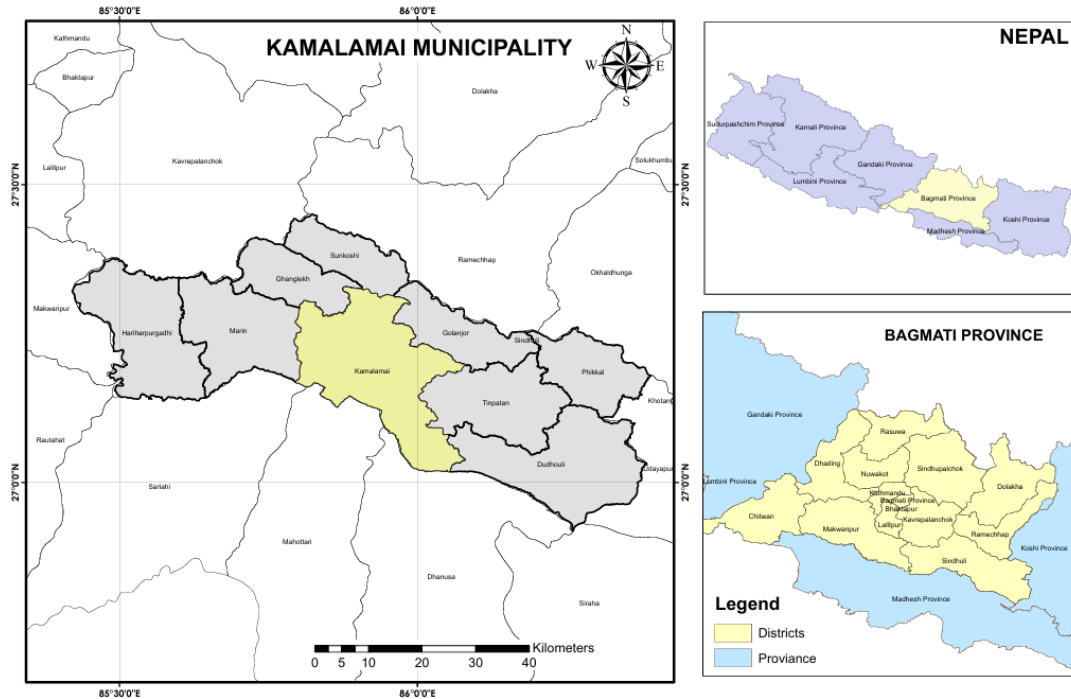 85°30'0"E
86°0'0"E
KAMALAMAI MUNICIPALITY
N
W
E
S
Kathmandu
Bhaktapur
Dolakha
Lalitpur
Kavrepalanchok
Solukhumbu
27°30'0"N
27°30'0"N
Sunkoshi
Ramechhap
Okhaldhunga
Ghanglekh
Makwanpur
Hariharpurgadhi
Marin
Golanjor
Sindhuli
Kamalamai
Phikkal
Tinpatan
Khotang
Rautahat
Dudhouli
Udayapur
27°0'0"N
27°0'0"N
Sarlahi
Mahottari
Dhanusa
Siraha
Kilometers
0 5 10 20 30 40
85°30'0"E
86°0'0"E
NEPAL
Sudurpashchim Province
Karnali Province
Gandaki Province
Lumbini Province
Bagmati Province
Koshi Province
Madhesh Province
BAGMATI PROVINCE
Gandaki Province
Rasuwa
Dhading
Sindhupalchok
Nuwakot
Lumbini Province
Dolakha
Kathmandu
Bagmati Province
Bhaktapur
Chitwan
Kavrepalanchok
Makwanpur
Lalitpur
Ramechhap
Koshi Province
Sindhuli
Madhesh Province
Legend
Districts
Proviance